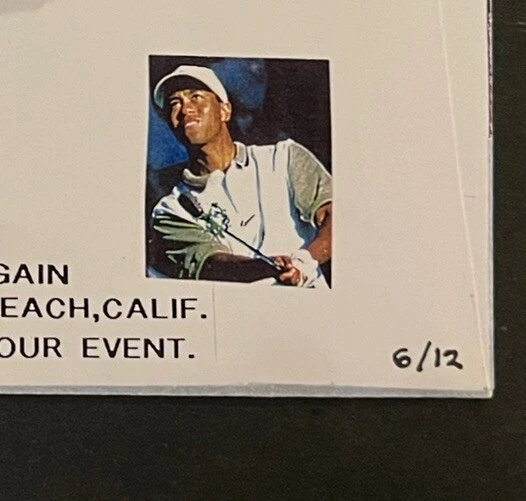 GAIN
EACH,CALIF.
OUR EVENT.
6/12